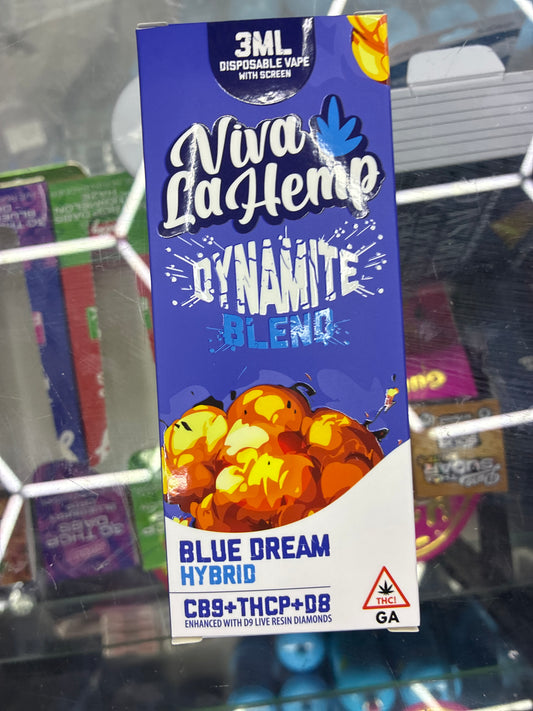 3ML
DISPOSABLE VAPE
WITH SCREEN
Viva
La Hemp
DYNAMITE
BLEND
BLUE DREAM
HYBRID
CB9+THCP+D8
ENHANCED WITH D9 LIVE RESIN DIAMONDS
THC!
GA
SUGAR